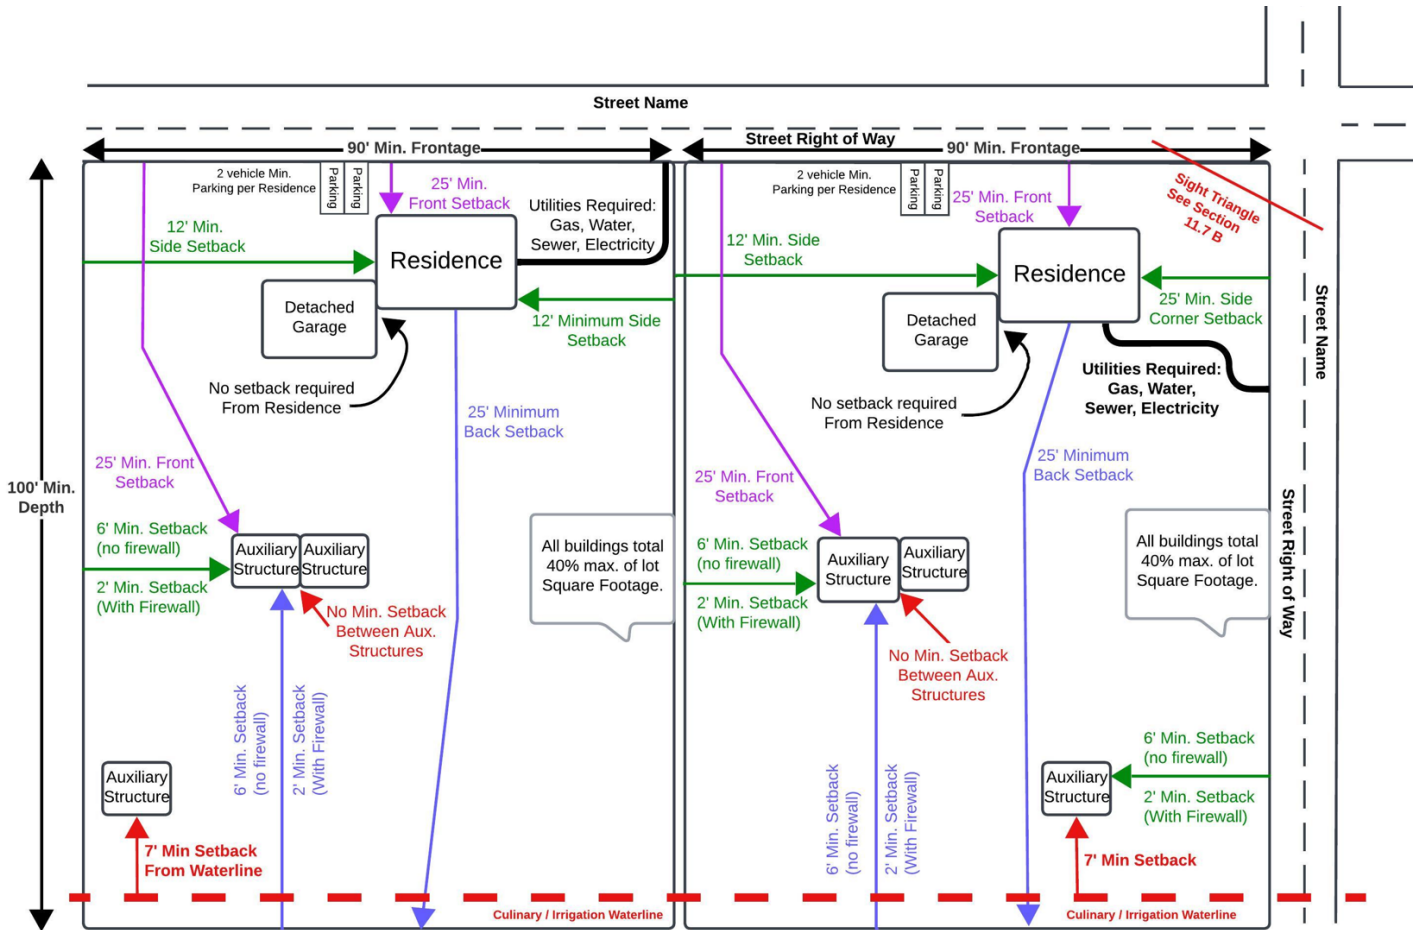 Street Name
Street Right of Way
90' Min. Frontage
90' Min. Frontage
2 vehicle Min.
Parking per Residence
Parking
Parking
25' Min.
Front Setback
Utilities Required:
Gas, Water,
Sewer, Electricity
12' Min.
Side Setback
Residence
Detached
Garage
12' Minimum Side
Setback
No setback required
From Residence
25' Minimum
Back Setback
25' Min. Front
Setback
100' Min.
Depth
6' Min. Setback
(no firewall)
2' Min. Setback
(With Firewall)
Auxiliary
Structure
Auxiliary
Structure
No Min. Setback
Between Aux.
Structures
All buildings total
40% max. of lot
Square Footage.
6' Min. Setback
(no firewall)
2' Min. Setback
(With Firewall)
Auxiliary
Structure
7' Min Setback
From Waterline
Culinary / Irrigation Waterline
2 vehicle Min.
Parking per Residence
Parking
Parking
25' Min. Front
Setback
Sight Triangle
See Section
11.7 B
12' Min. Side
Setback
Residence
Detached
Garage
25' Min. Side
Corner Setback
Street Name
Utilities Required:
Gas, Water,
Sewer, Electricity
No setback required
From Residence
25' Minimum
Back Setback
25' Min. Front
Setback
Street Right of Way
6' Min. Setback
(no firewall)
2' Min. Setback
(With Firewall)
Auxiliary
Structure
Auxiliary
Structure
No Min. Setback
Between Aux.
Structures
All buildings total
40% max. of lot
Square Footage.
6' Min. Setback
(no firewall)
2' Min. Setback
(With Firewall)
6' Min. Setback
(no firewall)
2' Min. Setback
(With Firewall)
Auxiliary
Structure
7' Min Setback
Culinary / Irrigation Waterline